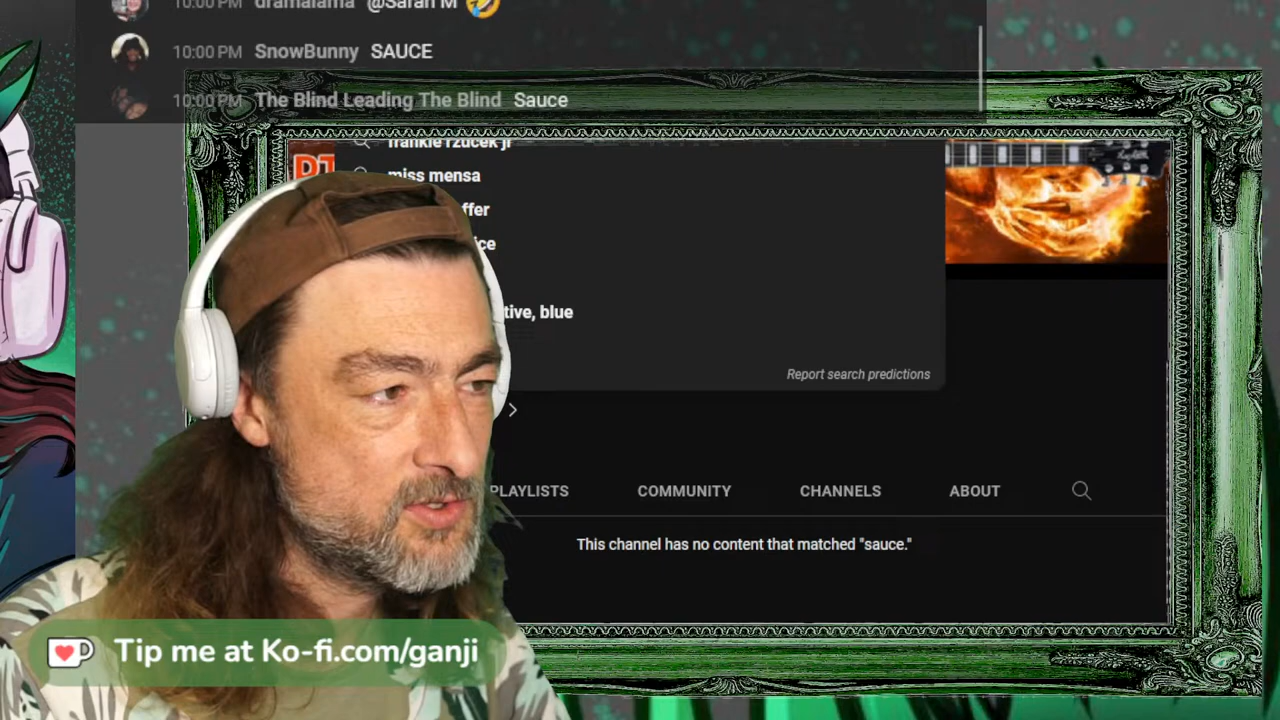 10:00 PM dramalama @Sarah M
10:00 PM SnowBunny SAUCE
10:00 PM The Blind Leading The Blind Sauce
frankie rzucek jr
miss mensa
ffer
ice
tive, blue
Report search predictions
PLAYLISTS COMMUNITY CHANNELS ABOUT
This channel has no content that matched "sauce."
Tip me at Ko-fi.com/ganji